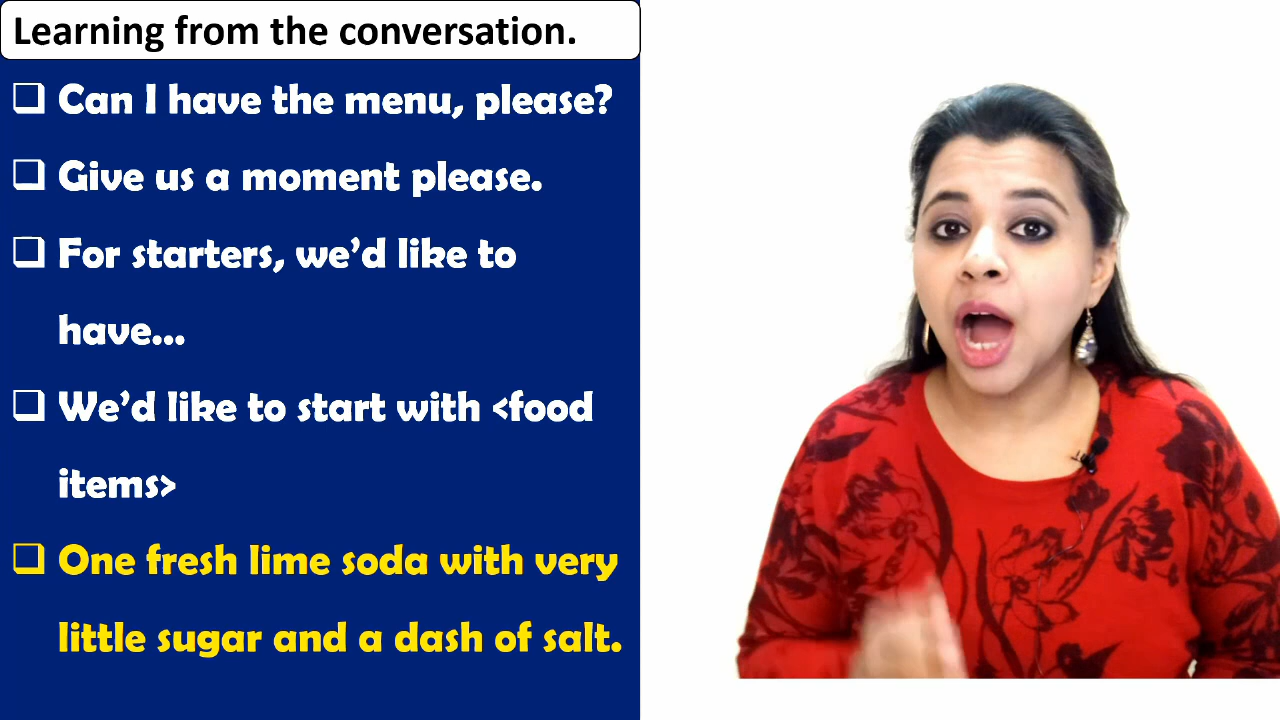 Learning from the conversation.
Can I have the menu, please?
Give us a moment please.
For starters, we’d like to
have...
We’d like to start with <food
items>
One fresh lime soda with very
little sugar and a dash of salt.